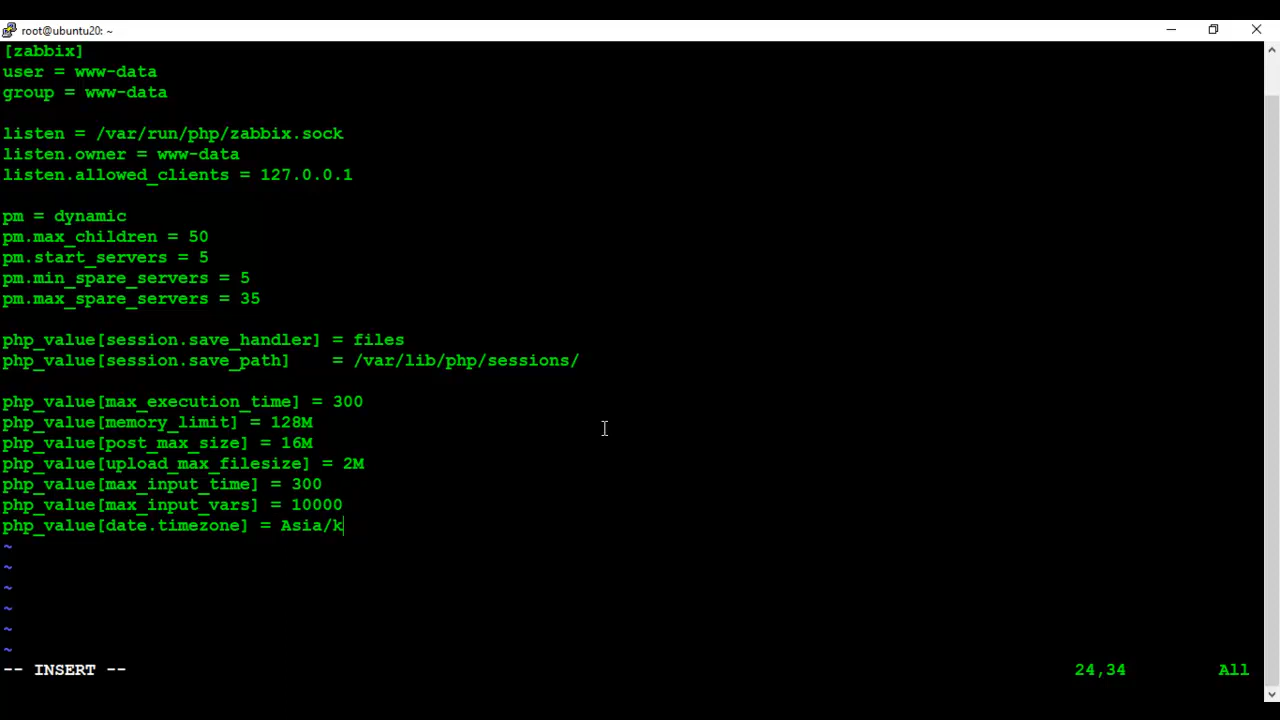 root@ubuntu20: ~
[zabbix]
user = www-data
group = www-data
listen = /var/run/php/zabbix.sock
listen.owner = www-data
listen.allowed_clients = 127.0.0.1
pm = dynamic
pm.max_children = 50
pm.start_servers = 5
pm.min_spare_servers = 5
pm.max_spare_servers = 35
php_value[session.save_handler] = files
php_value[session.save_path]    = /var/lib/php/sessions/
php_value[max_execution_time] = 300
php_value[memory_limit] = 128M
php_value[post_max_size] = 16M
php_value[upload_max_filesize] = 2M
php_value[max_input_time] = 300
php_value[max_input_vars] = 10000
php_value[date.timezone] = Asia/k
~
~
~
~
~
~
-- INSERT -- 24,34 All